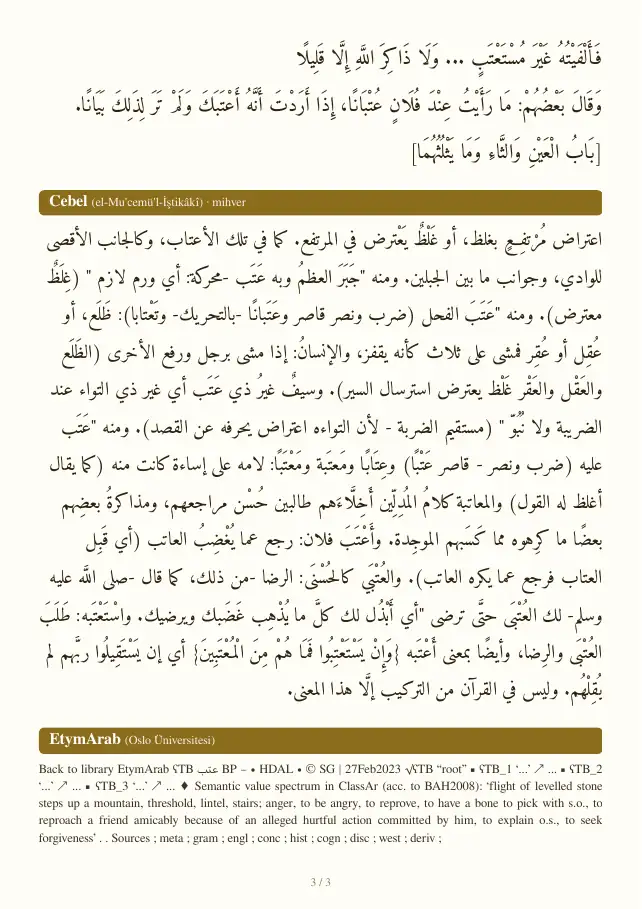 فَأَلْفَيْتُهُ غَيْرَ مُسْتَعْتَبٍ ... وَلَا ذَاكِرَ اللَّهِ إِلَّا قَلِيلًا
وَقَالَ بَعْضُهُمْ: مَا رَأَيْتُ عِنْدَ فُلَانٍ عُتْبَانًا، إِذَا أَرَدْتَ أَنَّهُ أَعْتَبَكَ وَلَمْ تَرَ لِذَلِكَ بَيَانًا.
[بَابُ الْعَيْنِ وَالثَّاءِ وَمَا يَثْلُثُهُمَا]
Cebel (el-Mu'cemü'l-İştikâkî) · mihver
اعتراض مُرْتفِعٍ بغلظ، أو غَلْظٌ يَعْترض في المرتفع. كما في تلك الأعتاب، وكالجانب الأقصى
للوادي، وجوانب ما بين الجبلين. ومنه "جَبَرَ العظمُ وبه عَتَب -محركة: أي ورم لازم " (غِلَظٌ
معترض). ومنه "عَتَبَ الفحل (ضرب ونصر قاصر وعَتَبانًا -بالتحريك- وتَعْتابا): ظَلَع، أو
عُقِل أو عُقِر فمشى على ثلاث كأنه يقفز، والإنسانُ: إذا مشى برجل ورفع الأخرى (الظَلَع
والعَقْل والعَقْر غَلْظ يعترض استرسال السير). وسيفٌ غيرُ ذي عَتَب أي غير ذي التواء عند
الضريبة ولا نُبُوّ " (مستقيم الضربة - لأن التواءه اعتراض يحرفه عن القصد). ومنه "عَتَب
عليه (ضرب ونصر - قاصر عَتْبًا) وعِتَابًا ومَعتَبة ومَعْتَبًا: لامه على إساءة كانت منه (كما يقال
أغلظ له القول) والمعاتبة كلامُ المُدِلِّين أَخِلَّاءَهم طالبين حُسْن مراجعهم، ومذاكرةُ بعضِهم
بعضًا ما كرِهوه مما كَسَبهم الموجِدة. وأَعْتَبَ فلان: رجع عما يُغْضِبُ العاتب (أي قَبِل
العتاب فرجع عما يكره العاتب). والعُتْبَي كالحُسْنَى: الرضا -من ذلك، كما قال -صلى اللَّه عليه
وسلم- لك العُتْبَى حتَّى ترضى "أي أَبْذُل لك كلَّ ما يُذْهِب غَضَبك ويرضيك. واسْتَعْتَبه: طَلَبَ
العُتْبَى والرِضا، وأيضًا بمعنى أَعْتَبه {وَإِنْ يَسْتَعْتِبُوا فَمَا هُمْ مِنَ الْمُعْتَبِينَ} أي إن يَسْتَقِيلُوا ربَّهم لم
يُقِلْهُم. وليس في القرآن من التركيب إلَّا هذا المعنى.
EtymArab (Oslo Üniversitesi)
Back to library EtymArab ʕTB عتب BP – • HDAL • © SG | 27Feb2023 √ʕTB “root” ▪ ʕTB_1 ‘…’ ↗ ... ▪ ʕTB_2
‘…’ ↗ ... ▪ ʕTB_3 ‘…’ ↗ ... ♦ Semantic value spectrum in ClassAr (acc. to BAH2008): ‘flight of levelled stone
steps up a mountain, threshold, lintel, stairs; anger, to be angry, to reprove, to have a bone to pick with s.o., to
reproach a friend amicably because of an alleged hurtful action committed by him, to explain o.s., to seek
forgiveness’ . . Sources ; meta ; gram ; engl ; conc ; hist ; cogn ; disc ; west ; deriv ;
3 / 3